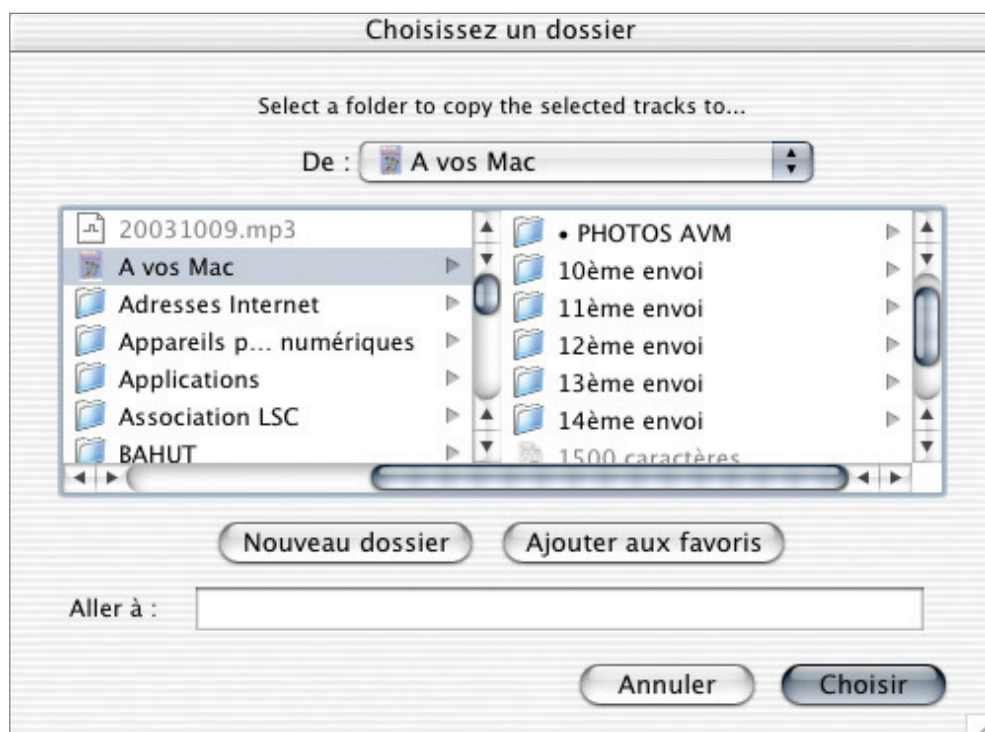 Choisissez un dossier
Select a folder to copy the selected tracks to...
De : A vos Mac
20031009.mp3
A vos Mac
Adresses Internet
Appareils p... numériques
Applications
Association LSC
BAHUT
• PHOTOS AVM
10ème envoi
11ème envoi
12ème envoi
13ème envoi
14ème envoi
1500 caractères
Nouveau dossier Ajouter aux favoris
Aller à :
Annuler Choisir